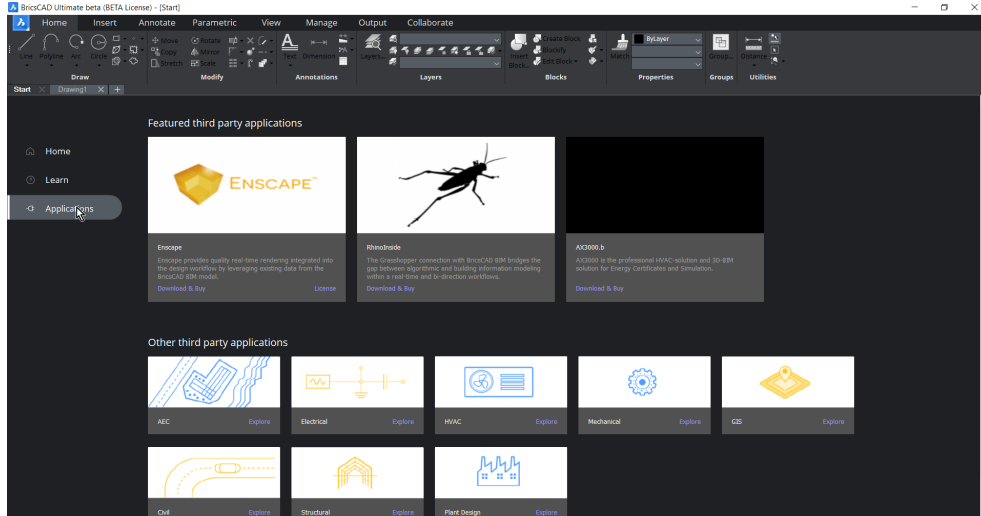 BricsCAD Ultimate beta (BETA License) - [Start]
Home Insert Annotate Parametric View Manage Output Collaborate
Move Rotate Create Block ByLayer
Copy Mirror Blockify
Line Polyline Arc Circle Stretch Scale Text Dimension Layers... Insert Block... Edit Block Match Group... Distance
Draw Modify Annotations Layers Blocks Properties Groups Utilities
Start Drawing1
Home
Learn
Applications
Featured third party applications
ENSCAPE™
Enscape
Enscape provides quality real-time rendering integrated into
the design workflow by leveraging existing data from the
BricsCAD BIM model.
Download & Buy License
RhinoInside
The Grasshopper connection with BricsCAD BIM bridges the
gap between algorithmic and building information modeling
within a real-time and bi-direction workflows.
Download & Buy
AX3000.b
AX3000 is the professional HVAC-solution and 3D-BIM
solution for Energy Certificates and Simulation.
Download & Buy
Other third party applications
AEC Explore
Electrical Explore
HVAC Explore
Mechanical Explore
GIS Explore
Civil Explore
Structural Explore
Plant Design Explore